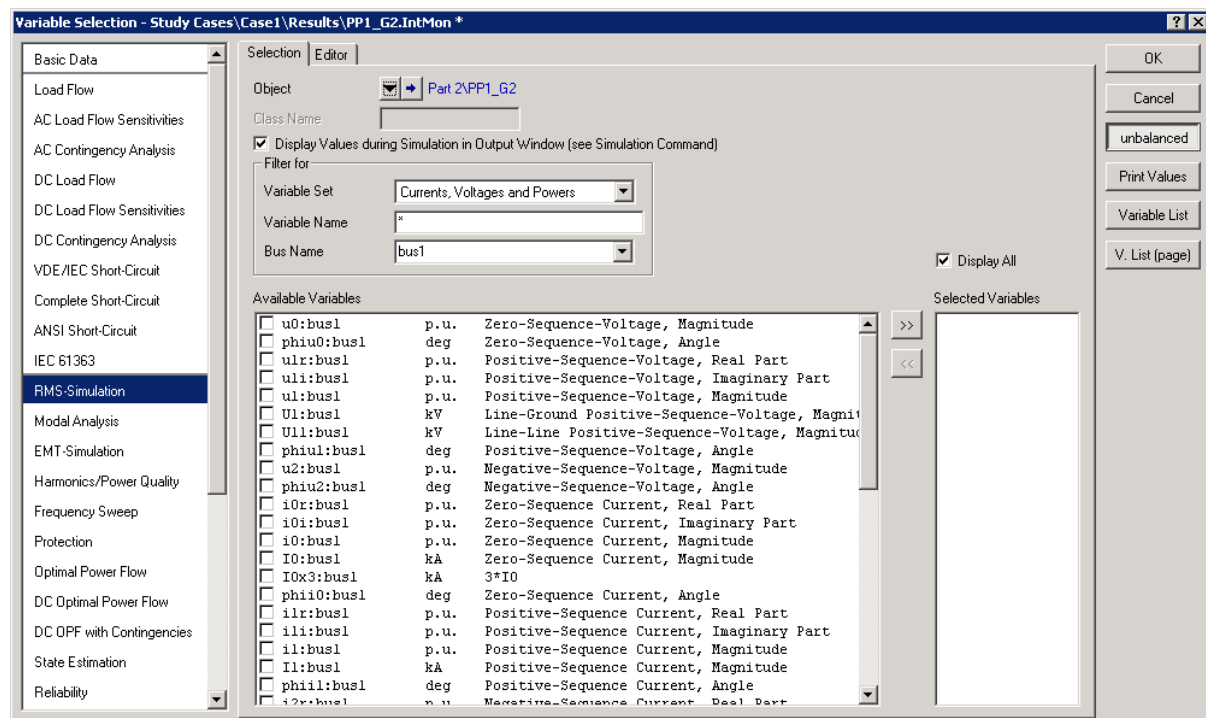 Variable Selection - Study Cases\Case1\Results\PP1_G2.IntMon *
Basic Data
Load Flow
AC Load Flow Sensitivities
AC Contingency Analysis
DC Load Flow
DC Load Flow Sensitivities
DC Contingency Analysis
VDE/IEC Short-Circuit
Complete Short-Circuit
ANSI Short-Circuit
IEC 61363
RMS-Simulation
Modal Analysis
EMT-Simulation
Harmonics/Power Quality
Frequency Sweep
Protection
Optimal Power Flow
DC Optimal Power Flow
DC OPF with Contingencies
State Estimation
Reliability
Selection Editor
Object Part 2\PP1_G2
Class Name
Display Values during Simulation in Output Window (see Simulation Command)
Filter for
Variable Set Currents, Voltages and Powers
Variable Name *
Bus Name bus1
Display All
Available Variables
u0:bus1 p.u. Zero-Sequence-Voltage, Magnitude
phiu0:bus1 deg Zero-Sequence-Voltage, Angle
u1r:bus1 p.u. Positive-Sequence-Voltage, Real Part
u1i:bus1 p.u. Positive-Sequence-Voltage, Imaginary Part
u1:bus1 p.u. Positive-Sequence-Voltage, Magnitude
U1:bus1 kV Line-Ground Positive-Sequence-Voltage, Magnit
U1l:bus1 kV Line-Line Positive-Sequence-Voltage, Magnitud
phiu1:bus1 deg Positive-Sequence-Voltage, Angle
u2:bus1 p.u. Negative-Sequence-Voltage, Magnitude
phiu2:bus1 deg Negative-Sequence-Voltage, Angle
i0r:bus1 p.u. Zero-Sequence Current, Real Part
i0i:bus1 p.u. Zero-Sequence Current, Imaginary Part
i0:bus1 p.u. Zero-Sequence Current, Magnitude
I0:bus1 kA Zero-Sequence Current, Magnitude
I0x3:bus1 kA 3*I0
phii0:bus1 deg Zero-Sequence Current, Angle
i1r:bus1 p.u. Positive-Sequence Current, Real Part
i1i:bus1 p.u. Positive-Sequence Current, Imaginary Part
i1:bus1 p.u. Positive-Sequence Current, Magnitude
I1:bus1 kA Positive-Sequence Current, Magnitude
phii1:bus1 deg Positive-Sequence Current, Angle
i2r:bus1 p.u. Negative-Sequence Current, Real Part
>>
<<
Selected Variables
OK
Cancel
unbalanced
Print Values
Variable List
V. List (page)